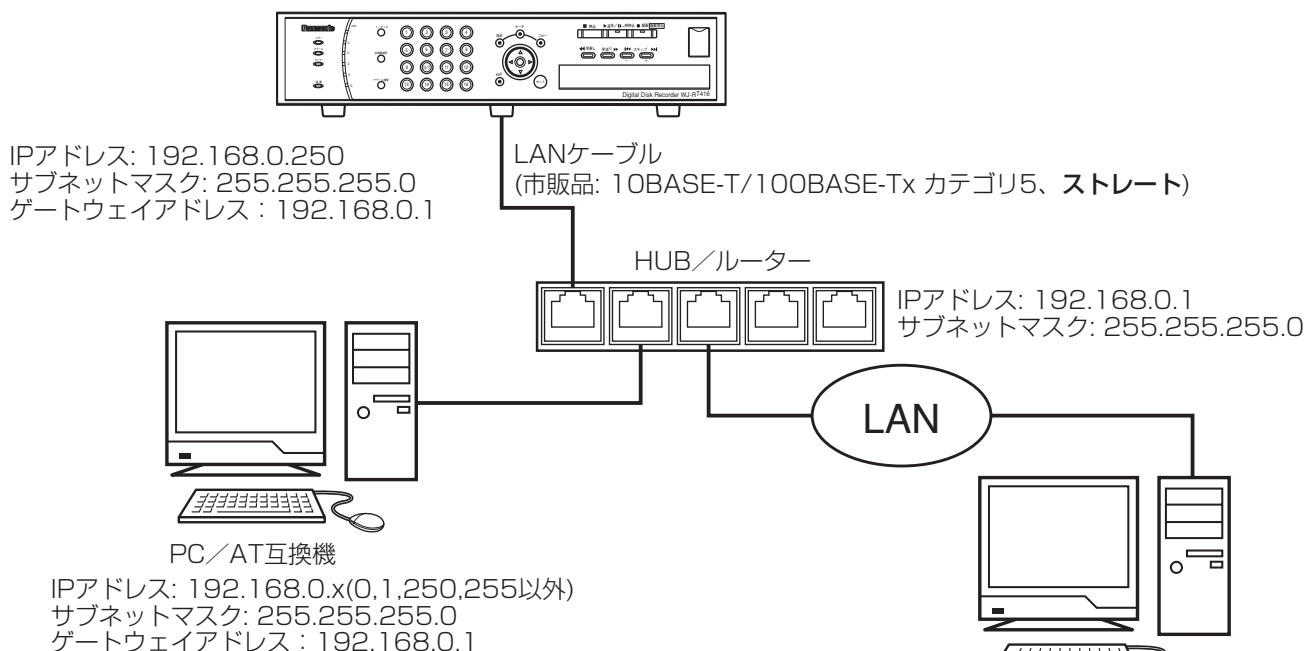 Digital Disk Recorder WJ-RT416
IPアドレス: 192.168.0.250
サブネットマスク: 255.255.255.0
ゲートウェイアドレス：192.168.0.1
LANケーブル
(市販品: 10BASE-T/100BASE-Tx カテゴリ5、ストレート)
HUB／ルーター
IPアドレス: 192.168.0.1
サブネットマスク: 255.255.255.0
LAN
PC／AT互換機
IPアドレス: 192.168.0.x(0,1,250,255以外)
サブネットマスク: 255.255.255.0
ゲートウェイアドレス：192.168.0.1